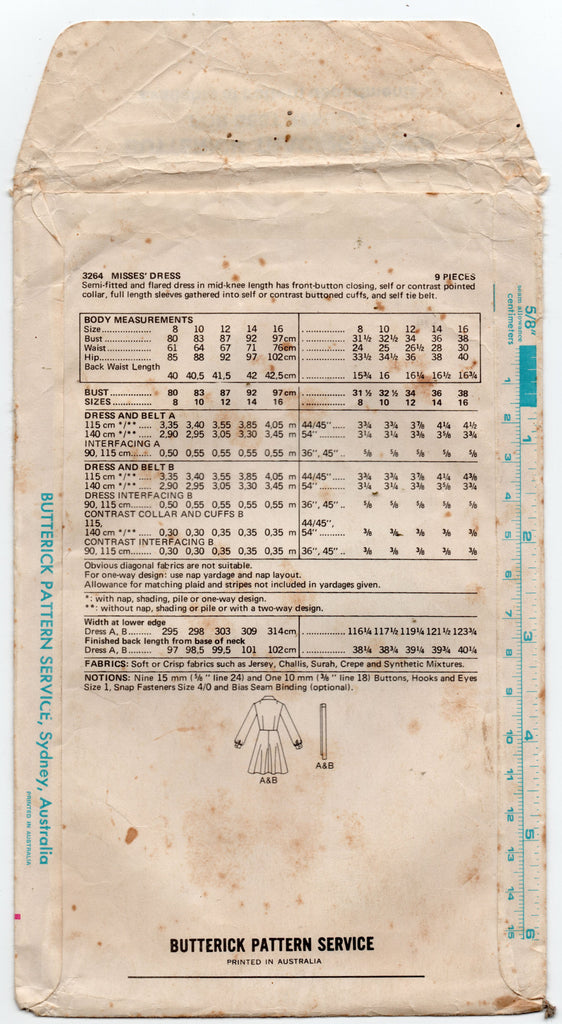 3264 MISSES' DRESS 9 PIECES
Semi-fitted and flared dress in mid-knee length has front-button closing, self or contrast pointed
collar, full length sleeves gathered into self or contrast buttoned cuffs, and self tie belt.
BODY MEASUREMENTS
Size 8 10 12 14 16 8 10 12 14 16
Bust 80 83 87 92 97cm 31½ 32½ 34 36 38
Waist 61 64 67 71 76cm 24 25 26½ 28 30
Hip 85 88 92 97 102cm 33½ 34½ 36 38 40
Back Waist Length
40 40,5 41,5 42 42,5cm 15¾ 16 16¼ 16½ 16¾
BUST 80 83 87 92 97cm 31½ 32½ 34 36 38
SIZES 8 10 12 14 16 8 10 12 14 16
DRESS AND BELT A
115 cm */** 3,35 3,40 3,55 3,85 4,05 m 44/45" 3¾ 3¾ 3⅞ 4¼ 4½
140 cm */** 2,90 2,95 3,05 3,30 3,45 m 54" 3¼ 3¼ 3⅜ 3⅝ 3¾
INTERFACING A
90, 115 cm 0,50 0,55 0,55 0,55 0,55 m 36", 45" ⅝ ⅝ ⅝ ⅝ ⅝
DRESS AND BELT B
115 cm */** 3,35 3,40 3,55 3,85 4,05 m 44/45" 3¾ 3¾ 3⅞ 4¼ 4⅜
140 cm */** 2,90 2,95 3,05 3,30 3,45 m 54" 3¼ 3¼ 3⅜ 3⅝ 3¾
DRESS INTERFACING B
90, 115 cm 0,50 0,55 0,55 0,55 0,55 m 36", 45" ⅝ ⅝ ⅝ ⅝ ⅝
CONTRAST COLLAR AND CUFFS B
115, 44/45",
140 cm */** 0,30 0,30 0,35 0,35 0,35 m 54" ⅜ ⅜ ⅜ ⅜ ⅜
CONTRAST INTERFACING B
90, 115 cm 0,30 0,30 0,35 0,35 0,35 m 36", 45" ⅜ ⅜ ⅜ ⅜ ⅜
Obvious diagonal fabrics are not suitable.
For one-way design: use nap yardage and nap layout.
Allowance for matching plaid and stripes not included in yardages given.
*: with nap, shading, pile or one-way design.
**: without nap, shading or pile or with a two-way design.
Width at lower edge
Dress A, B 295 298 303 309 314cm 116¼ 117½ 119¼ 121½ 123¾
Finished back length from base of neck
Dress A, B 97 98,5 99,5 101 102cm 38¼ 38¾ 39¼ 39¾ 40¼
FABRICS: Soft or Crisp fabrics such as Jersey, Challis, Surah, Crepe and Synthetic Mixtures.
NOTIONS: Nine 15 mm (⅝" line 24) and One 10 mm (⅜" line 18) Buttons, Hooks and Eyes
Size 1, Snap Fasteners Size 4/0 and Bias Seam Binding (optional).
A&B
A&B
BUTTERICK PATTERN SERVICE
PRINTED IN AUSTRALIA
BUTTERICK PATTERN SERVICE, Sydney, Australia
PRINTED IN AUSTRALIA
5/8"
seam allowance
centimeters
1 2 3 4 5 6 7 8 9 10 11 12 13 14 15
1 2 3 4 5 6